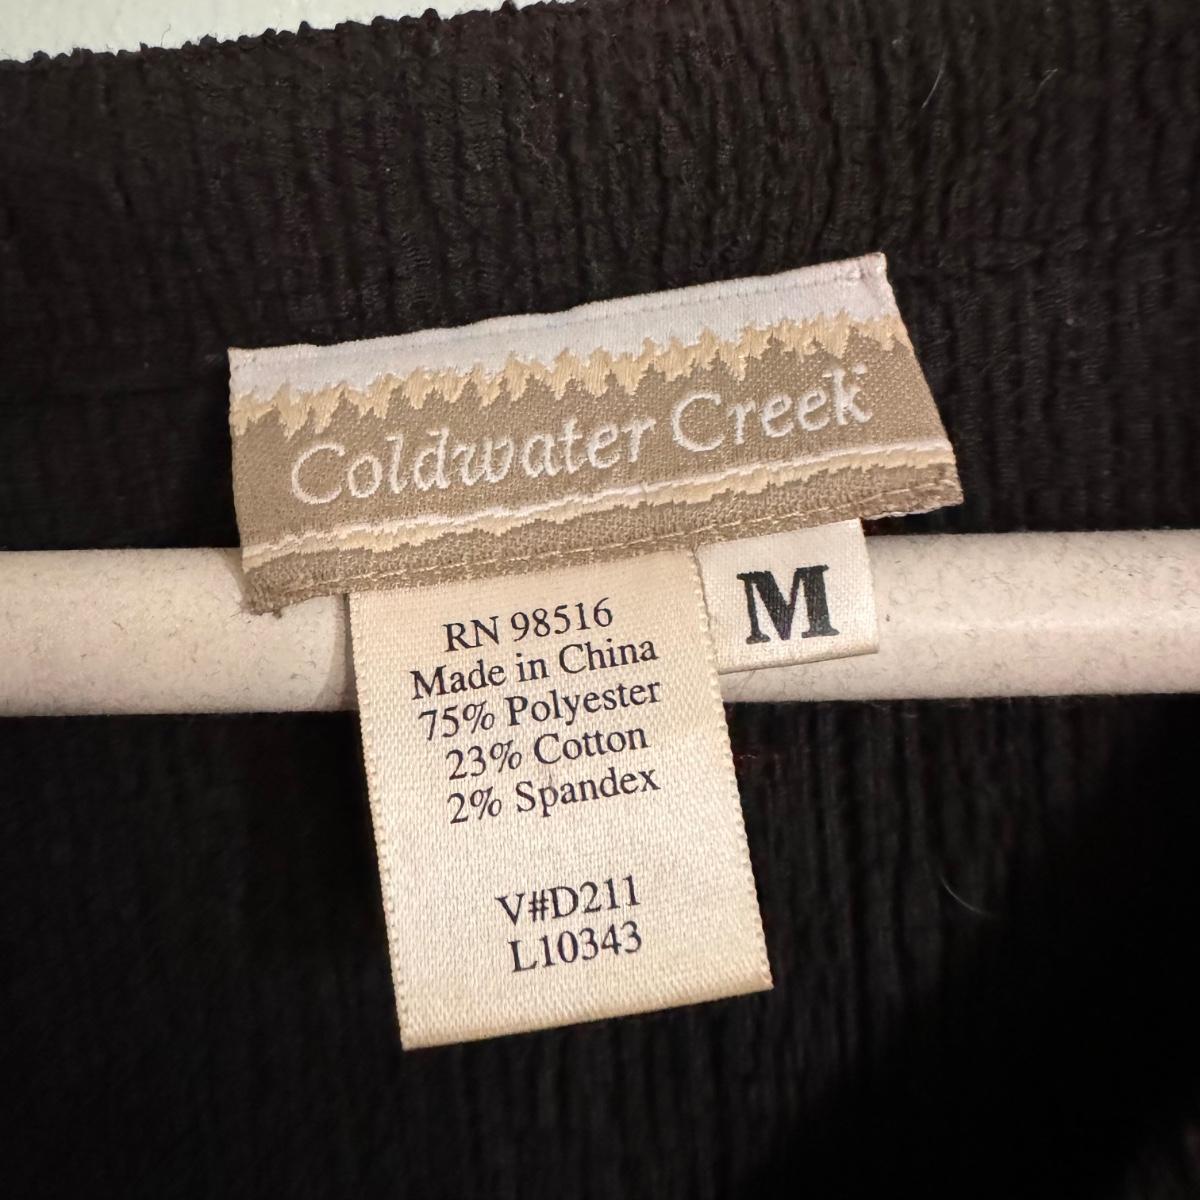 Coldwater Creek
M
RN 98516
Made in China
75% Polyester
23% Cotton
2% Spandex
V#D211
L10343